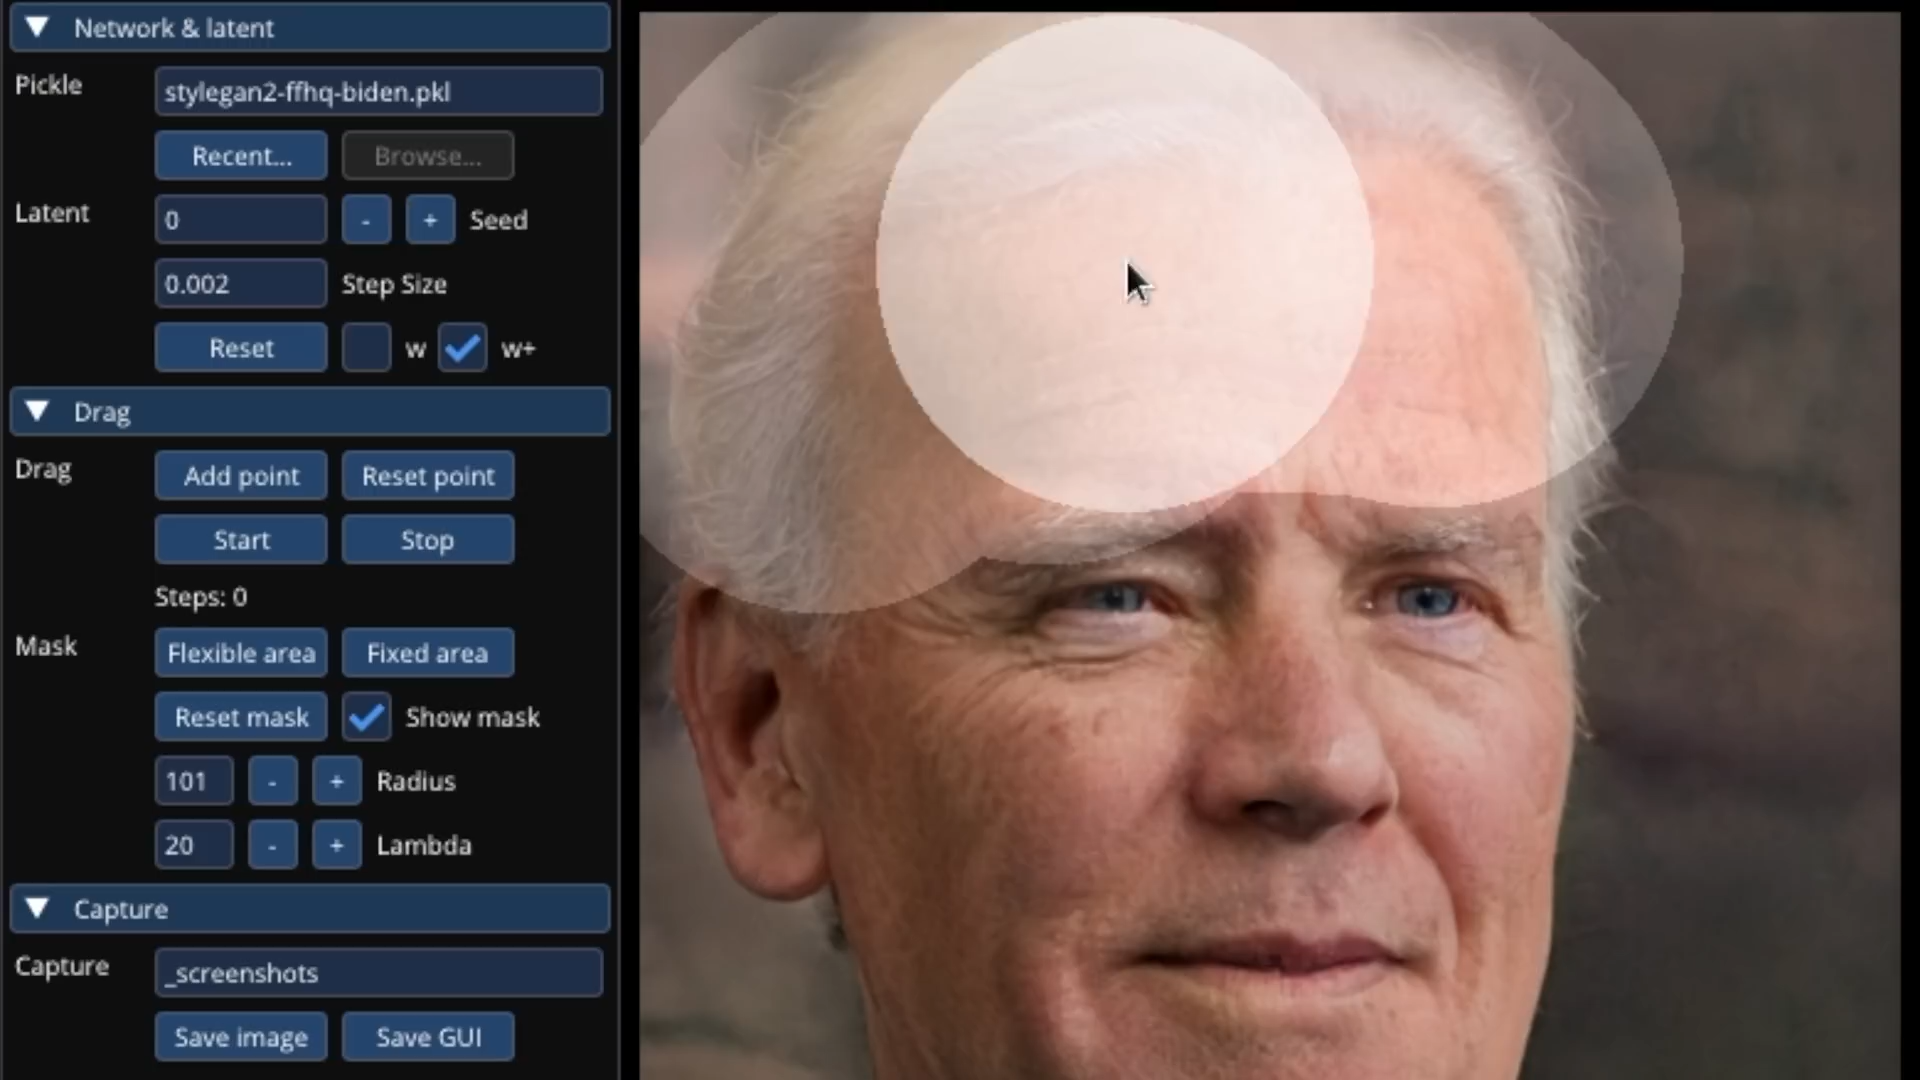 Network & latent
Pickle
stylegan2-ffhq-biden.pkl
Recent... Browse...
Latent
0 - + Seed
0.002 Step Size
Reset w w+
Drag
Drag
Add point Reset point
Start Stop
Steps: 0
Mask
Flexible area Fixed area
Reset mask Show mask
101 - + Radius
20 - + Lambda
Capture
Capture
_screenshots
Save image Save GUI